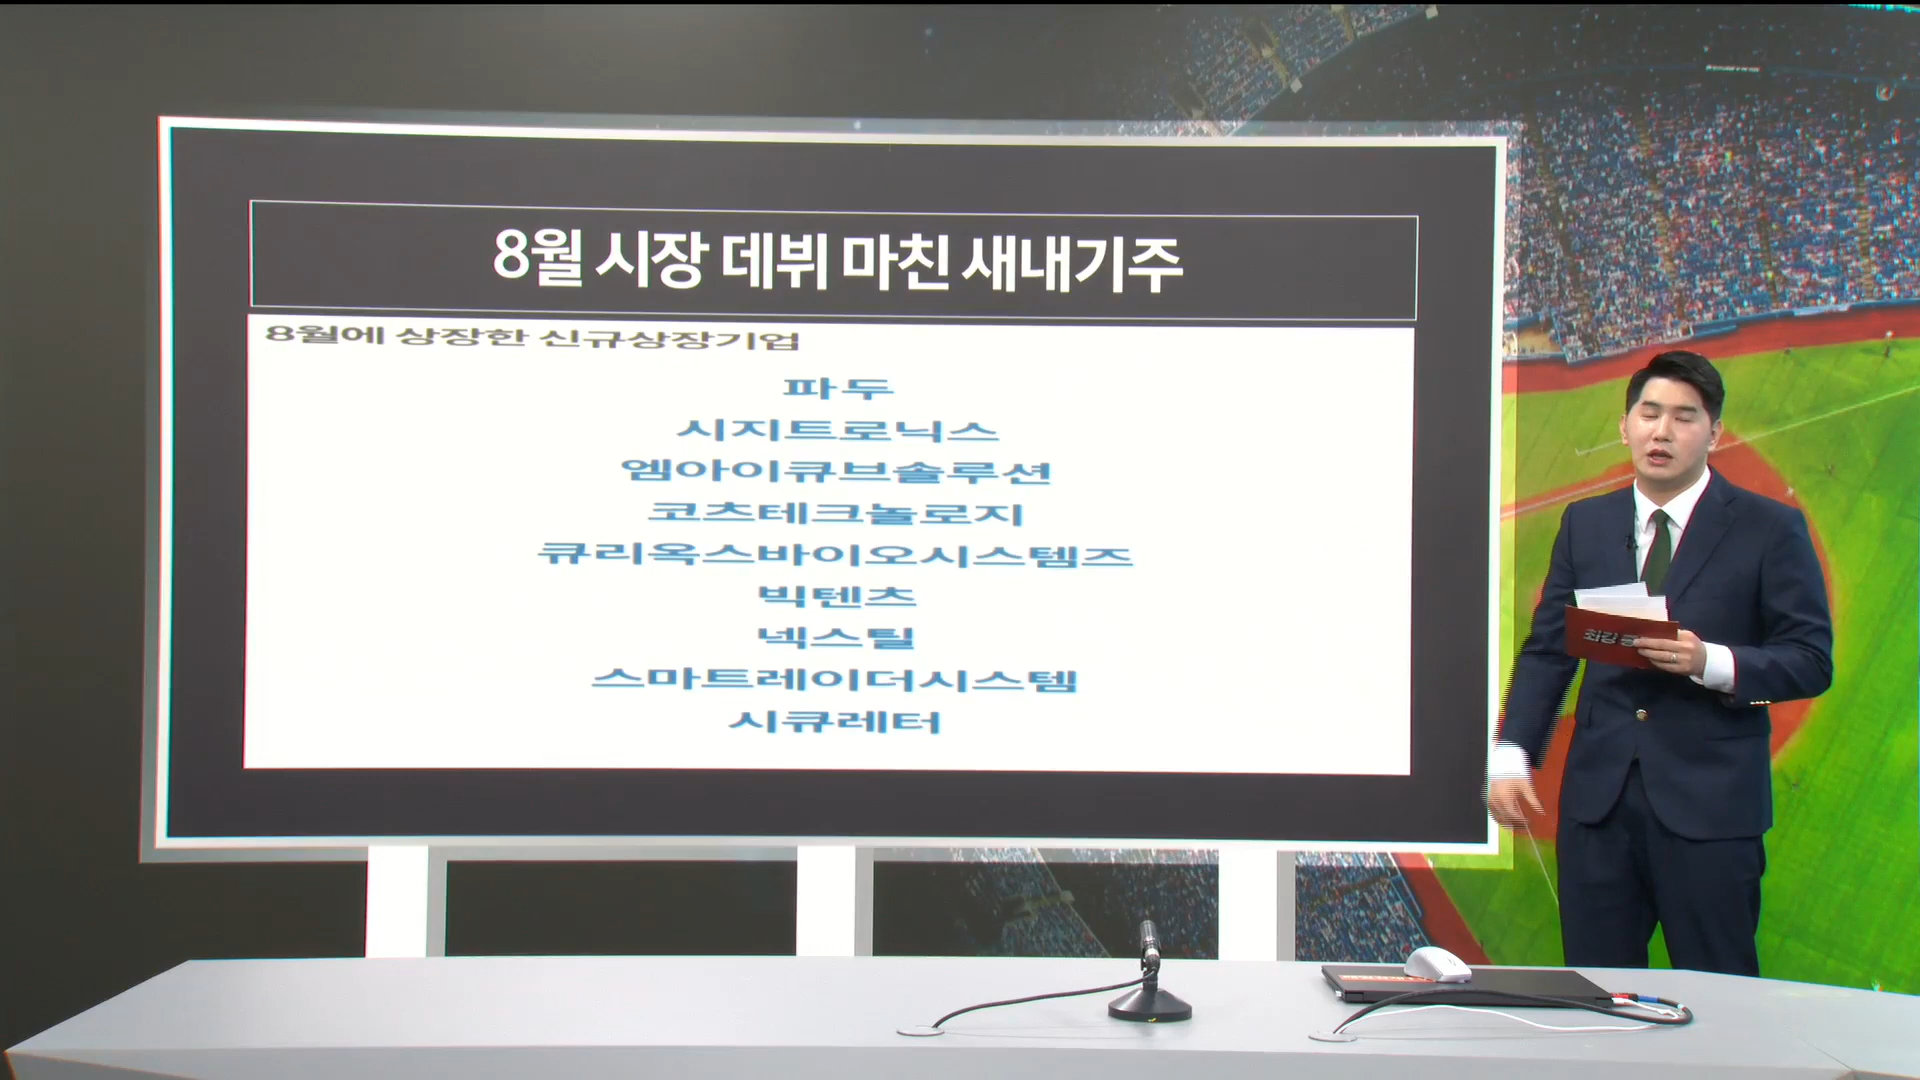 8월 시장 데뷔 마친 새내기주
8월에 상장한 신규상장기업
파두
시지트로닉스
엠아이큐브솔루션
코츠테크놀로지
큐리옥스바이오시스템즈
빅텐츠
넥스틸
스마트레이더시스템
시큐레터
최강